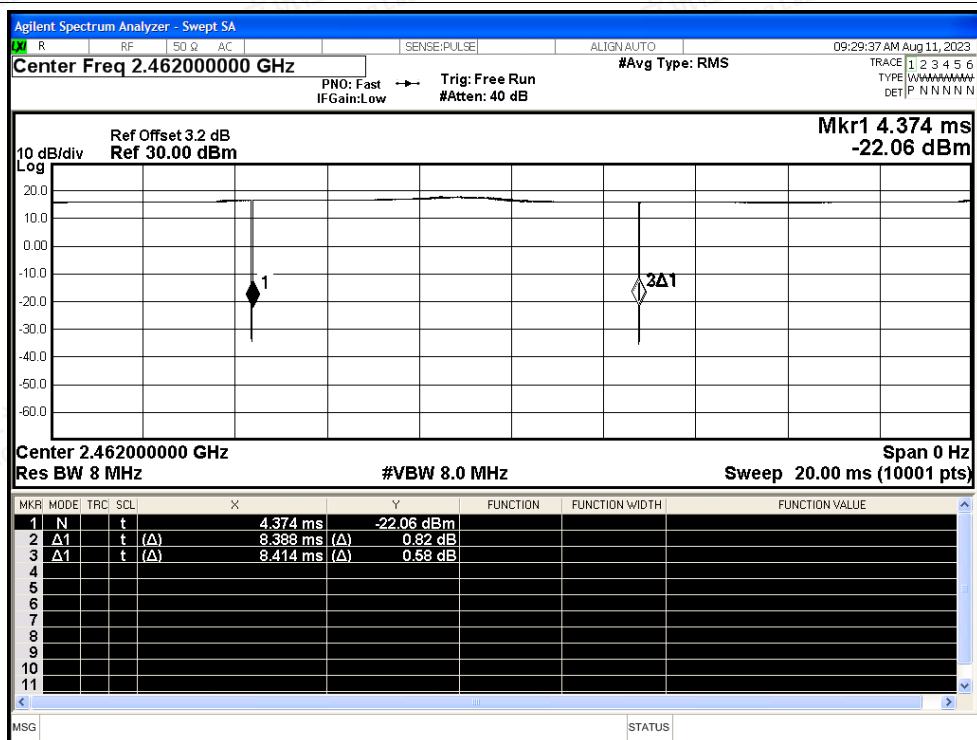 Agilent Spectrum Analyzer - Swept SA
LXI R RF 50 Ω AC SENSE:PULSE ALIGN AUTO 09:29:37 AM Aug 11, 2023
Center Freq 2.462000000 GHz #Avg Type: RMS TRACE 1 2 3 4 5 6
PNO: Fast Trig: Free Run TYPE WWWWWW
IFGain:Low #Atten: 40 dB DET P N N N N N
Mkr1 4.374 ms
Ref Offset 3.2 dB
10 dB/div Ref 30.00 dBm -22.06 dBm
Log
20.0
10.0
0.00
-10.0
1 3Δ1
-20.0
-30.0
-40.0
-50.0
-60.0
Center 2.462000000 GHz Span 0 Hz
Res BW 8 MHz #VBW 8.0 MHz Sweep 20.00 ms (10001 pts)
MKR MODE TRC SCL X Y FUNCTION FUNCTION WIDTH FUNCTION VALUE
1 N t 4.374 ms -22.06 dBm
2 Δ1 t (Δ) 8.388 ms (Δ) 0.82 dB
3 Δ1 t (Δ) 8.414 ms (Δ) 0.58 dB
4
5
6
7
8
9
10
11
MSG STATUS